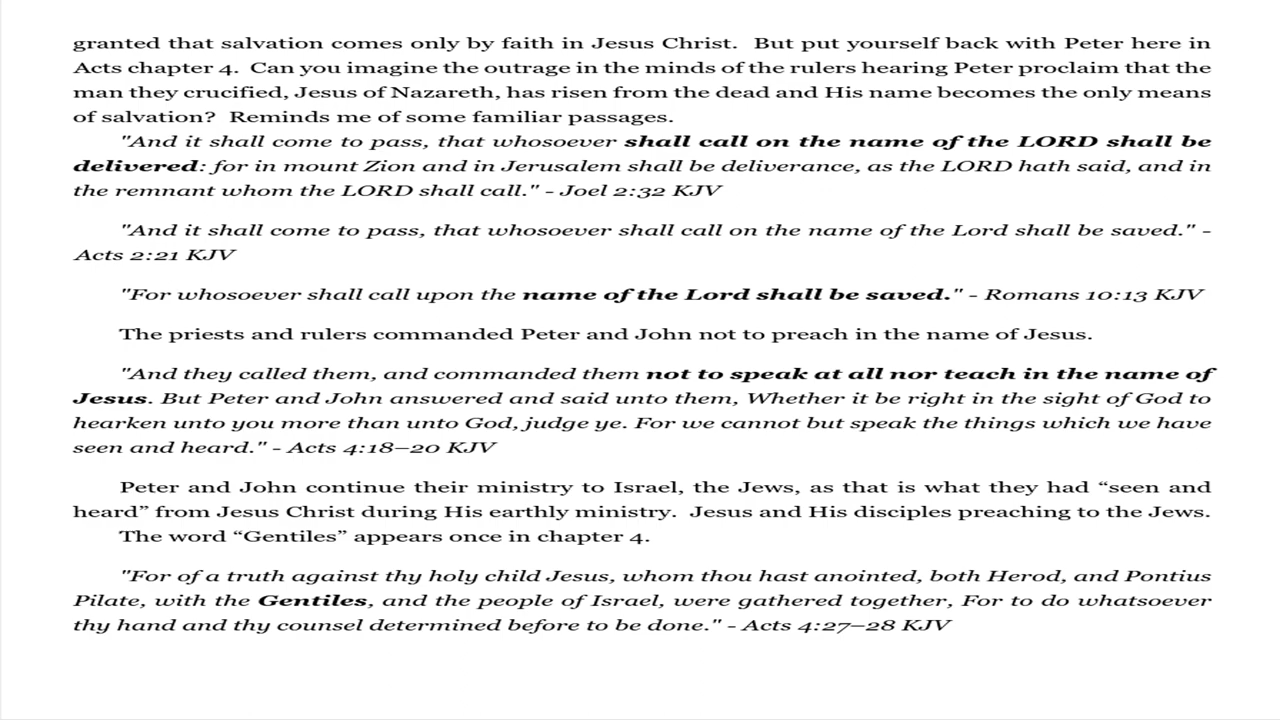 granted that salvation comes only by faith in Jesus Christ.  But put yourself back with Peter here in
Acts chapter 4.  Can you imagine the outrage in the minds of the rulers hearing Peter proclaim that the
man they crucified, Jesus of Nazareth, has risen from the dead and His name becomes the only means
of salvation?  Reminds me of some familiar passages.
"And it shall come to pass, that whosoever shall call on the name of the LORD shall be
delivered: for in mount Zion and in Jerusalem shall be deliverance, as the LORD hath said, and in
the remnant whom the LORD shall call." - Joel 2:32 KJV
"And it shall come to pass, that whosoever shall call on the name of the Lord shall be saved." -
Acts 2:21 KJV
"For whosoever shall call upon the name of the Lord shall be saved." - Romans 10:13 KJV
The priests and rulers commanded Peter and John not to preach in the name of Jesus.
"And they called them, and commanded them not to speak at all nor teach in the name of
Jesus. But Peter and John answered and said unto them, Whether it be right in the sight of God to
hearken unto you more than unto God, judge ye. For we cannot but speak the things which we have
seen and heard." - Acts 4:18–20 KJV
Peter and John continue their ministry to Israel, the Jews, as that is what they had “seen and
heard” from Jesus Christ during His earthly ministry.  Jesus and His disciples preaching to the Jews.
The word “Gentiles” appears once in chapter 4.
"For of a truth against thy holy child Jesus, whom thou hast anointed, both Herod, and Pontius
Pilate, with the Gentiles, and the people of Israel, were gathered together, For to do whatsoever
thy hand and thy counsel determined before to be done." - Acts 4:27–28 KJV